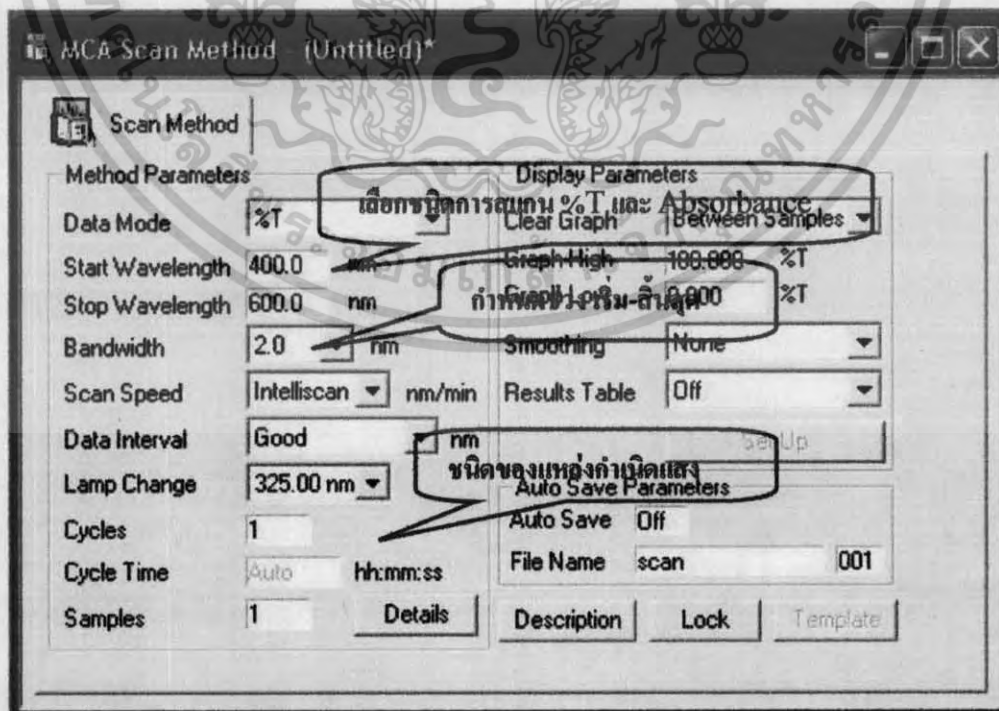 MCA Scan Method - (Untitled)*
Scan Method
Method Parameters
Data Mode %T
Start Wavelength 400.0 nm
Stop Wavelength 600.0 nm
Bandwidth 2.0 nm
Scan Speed Intelliscan nm/min
Data Interval Good nm
Lamp Change 325.00 nm
Cycles 1
Cycle Time Auto hh:mm:ss
Samples 1 Details
Display Parameters
Clear Graph Between Samples
Graph High 100.000 %T
Graph Low 0.000 %T
Smoothing None
Results Table Off
SetUp
Auto Save Parameters
Auto Save Off
File Name scan 001
Description Lock Template
เลือกชนิดการสแกน %T และ Absorbance
กำหนดช่วง เริ่ม-สิ้นสุด
ชนิดของแหล่งกำเนิดแสง